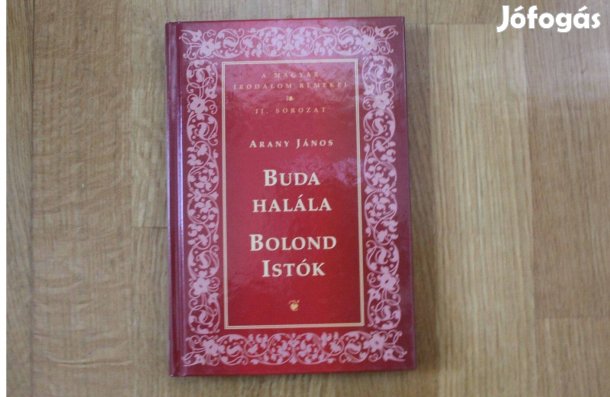 Jófogás
A MAGYAR
IRODALOM REMEKEI
II. SOROZAT
ARANY JÁNOS
BUDA
HALÁLA
BOLOND
ISTÓK